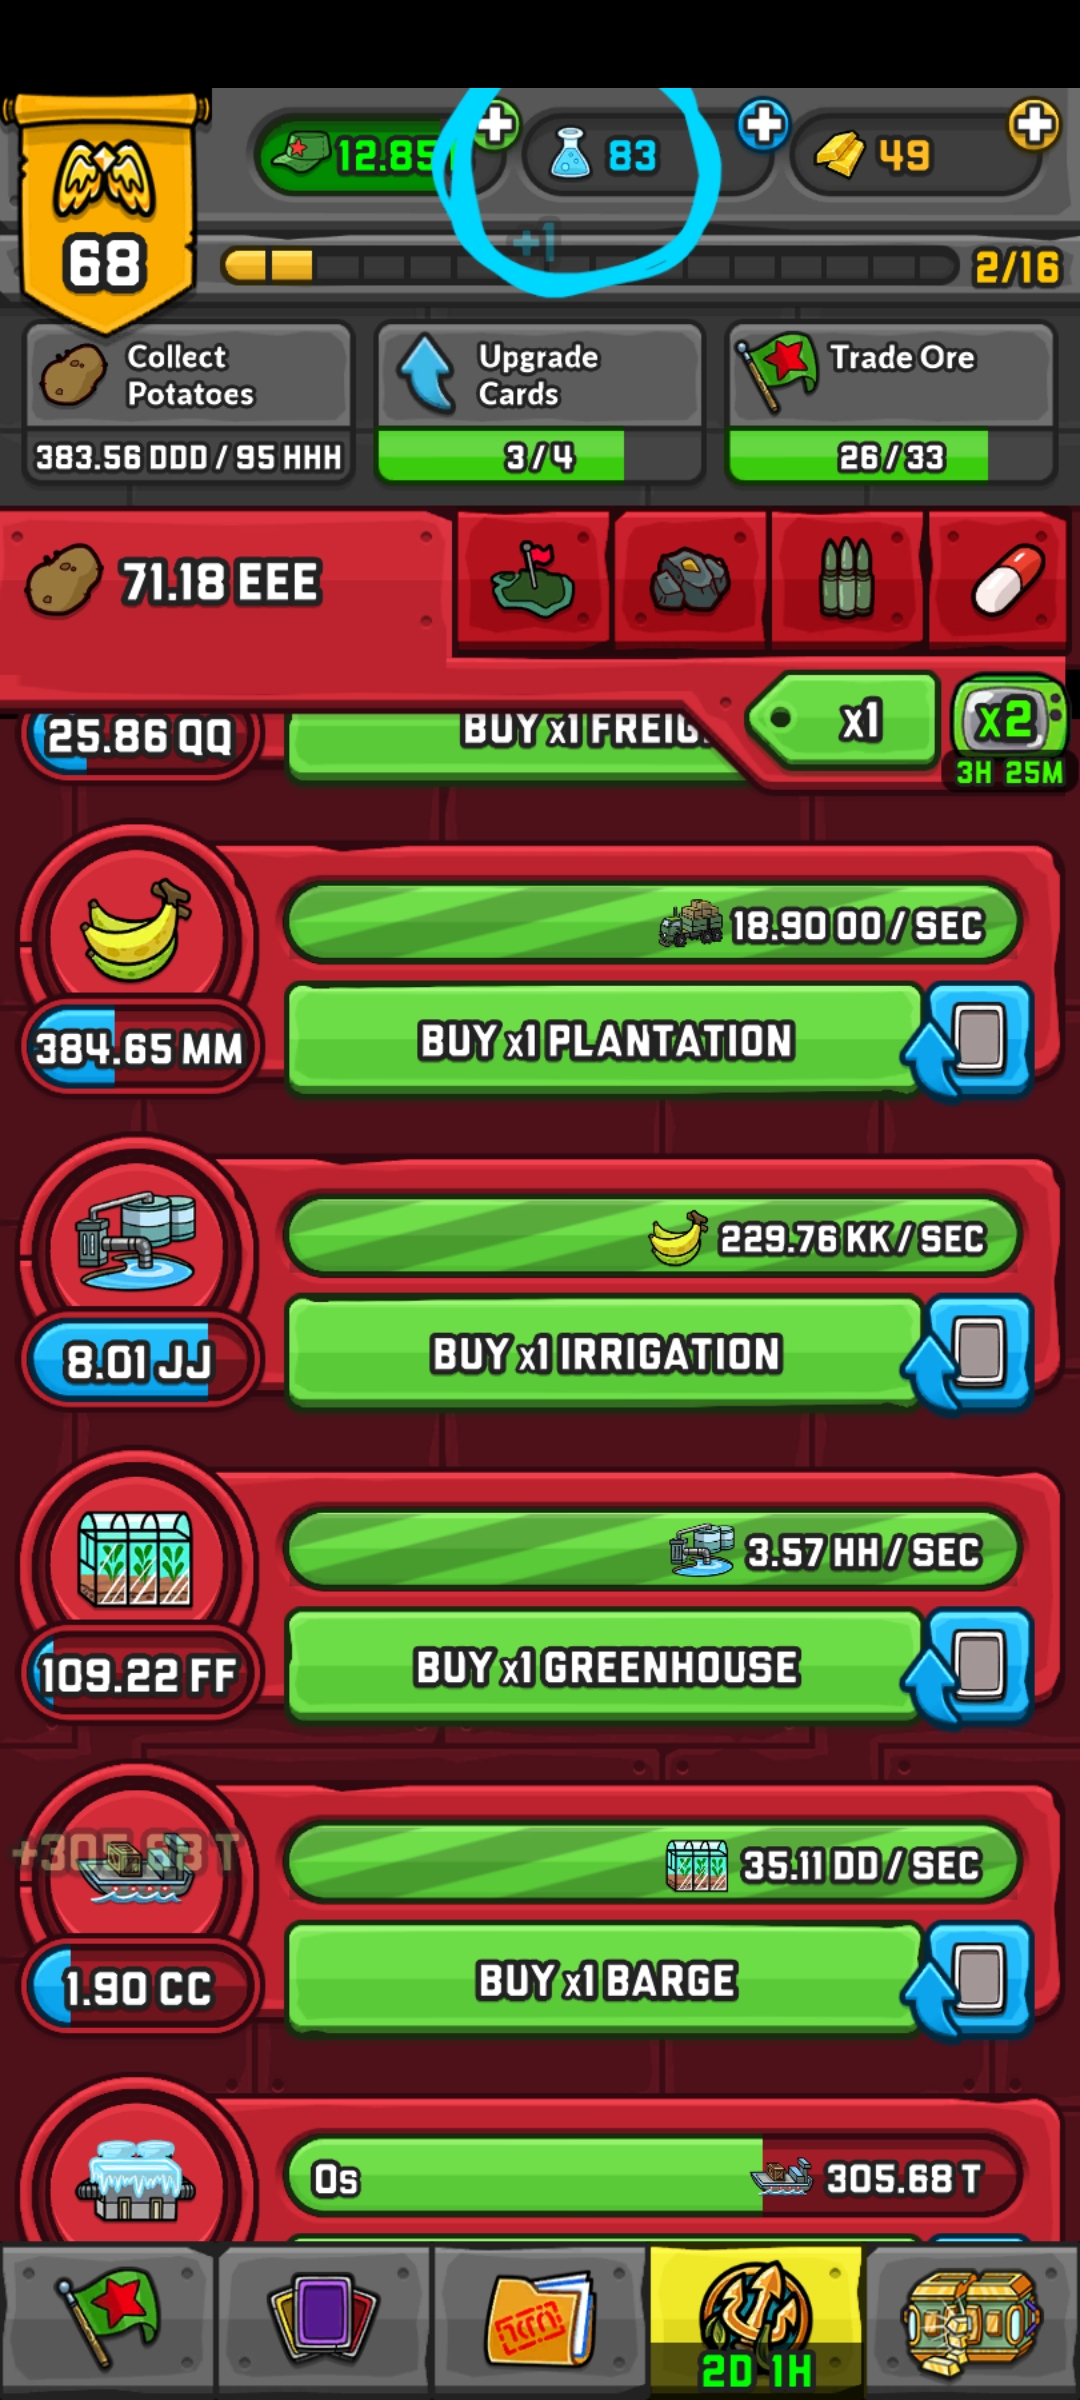 12.85
83
49
+1
68
2/16
Collect
Potatoes
Upgrade
Cards
Trade Ore
383.56 DDD / 95 HHH
3/4
26/33
71.18 EEE
x1
x2
3H 25M
25.86 QQ
BUY x1 FREIG
18.90 OO / SEC
384.65 MM
BUY x1 PLANTATION
229.76 KK / SEC
8.01 JJ
BUY x1 IRRIGATION
3.57 HH / SEC
109.22 FF
BUY x1 GREENHOUSE
+305.68 T
35.11 DD / SEC
1.90 CC
BUY x1 BARGE
0s
305.68 T
2D 1H